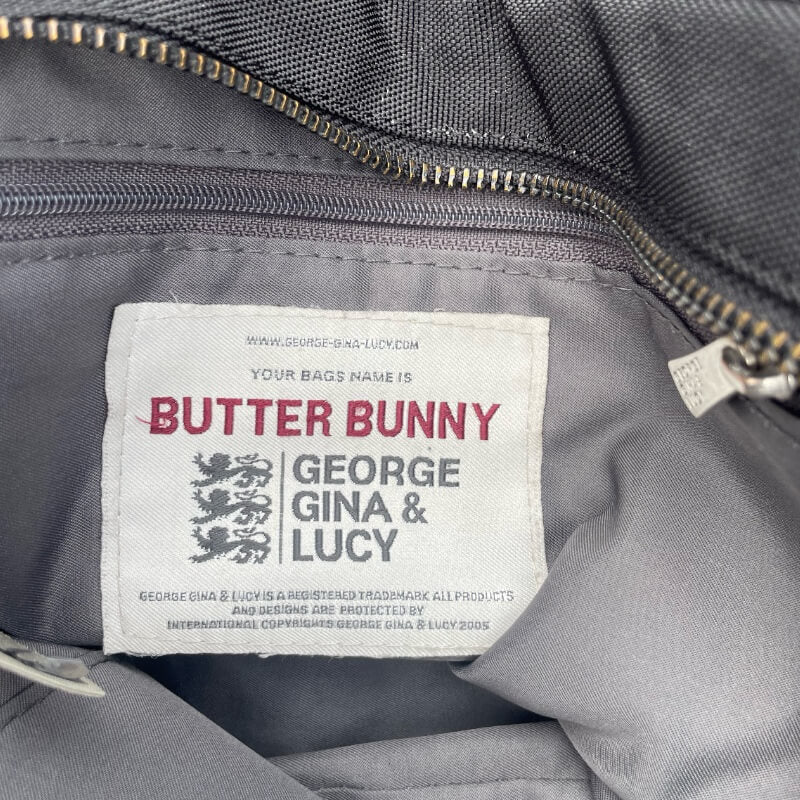 WWW.GEORGE-GINA-LUCY.COM
YOUR BAGS NAME IS
BUTTER BUNNY
GEORGE
GINA &
LUCY
GEORGE GINA & LUCY IS A REGISTERED TRADEMARK ALL PRODUCTS
AND DESIGNS ARE PROTECTED BY
INTERNATIONAL COPYRIGHTS GEORGE GINA & LUCY 2005